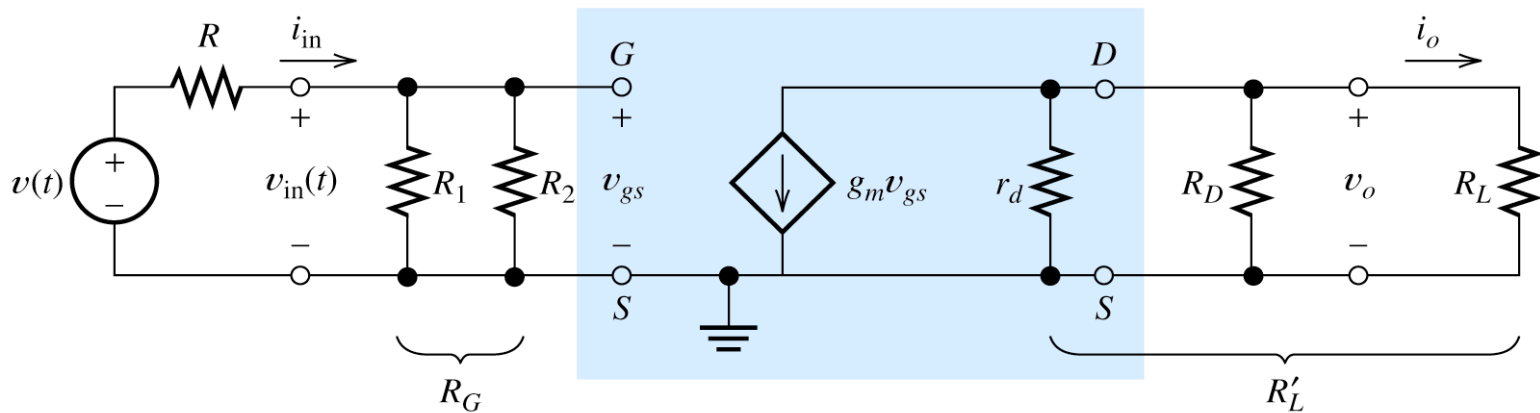 R
i_in
G
D
i_o
+
+
+
+
v(t)
−
v_in(t)
R_1
R_2
v_gs
g_m v_gs
r_d
R_D
v_o
R_L
−
−
−
S
S
R_G
R′_L